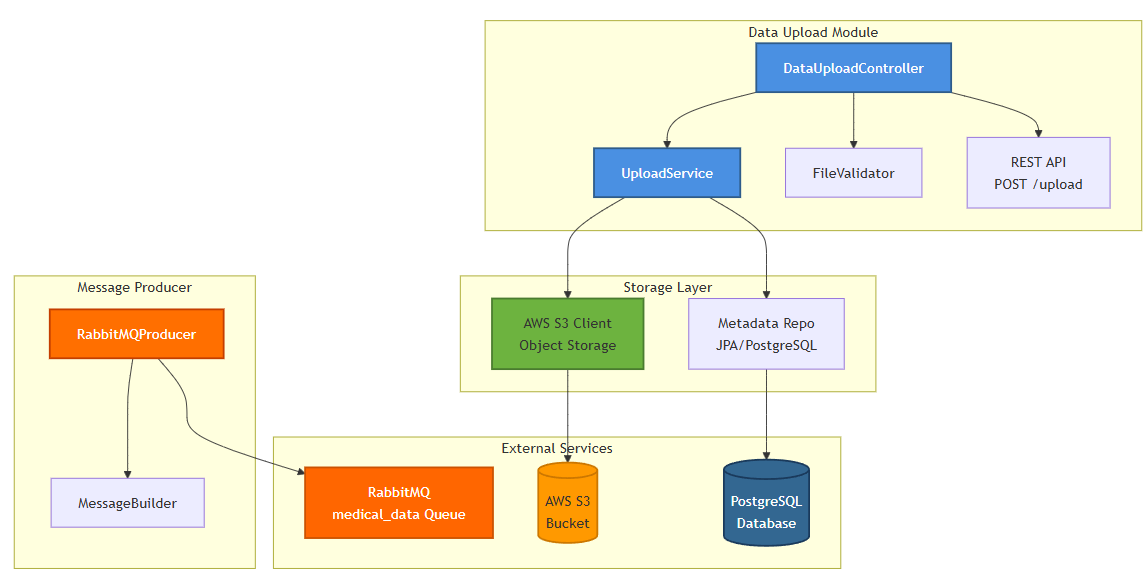 Data Upload Module
DataUploadController
UploadService
FileValidator
REST API
POST /upload
Message Producer
RabbitMQProducer
MessageBuilder
Storage Layer
AWS S3 Client
Object Storage
Metadata Repo
JPA/PostgreSQL
External Services
RabbitMQ
medical_data Queue
AWS S3
Bucket
PostgreSQL
Database